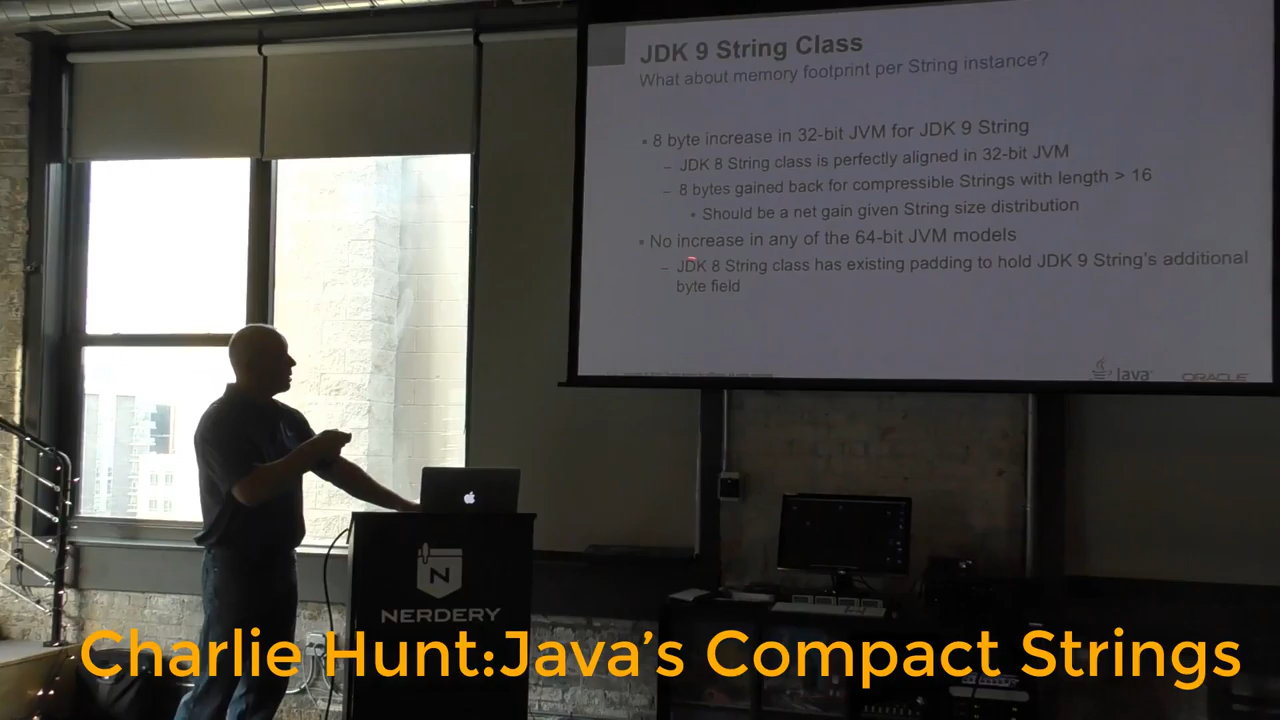 JDK 9 String Class
What about memory footprint per String instance?
▪ 8 byte increase in 32-bit JVM for JDK 9 String
– JDK 8 String class is perfectly aligned in 32-bit JVM
– 8 bytes gained back for compressible Strings with length > 16
▪ Should be a net gain given String size distribution
▪ No increase in any of the 64-bit JVM models
– JDK 8 String class has existing padding to hold JDK 9 String's additional
byte field
Java
ORACLE
N
NERDERY
Charlie Hunt:Java's Compact Strings